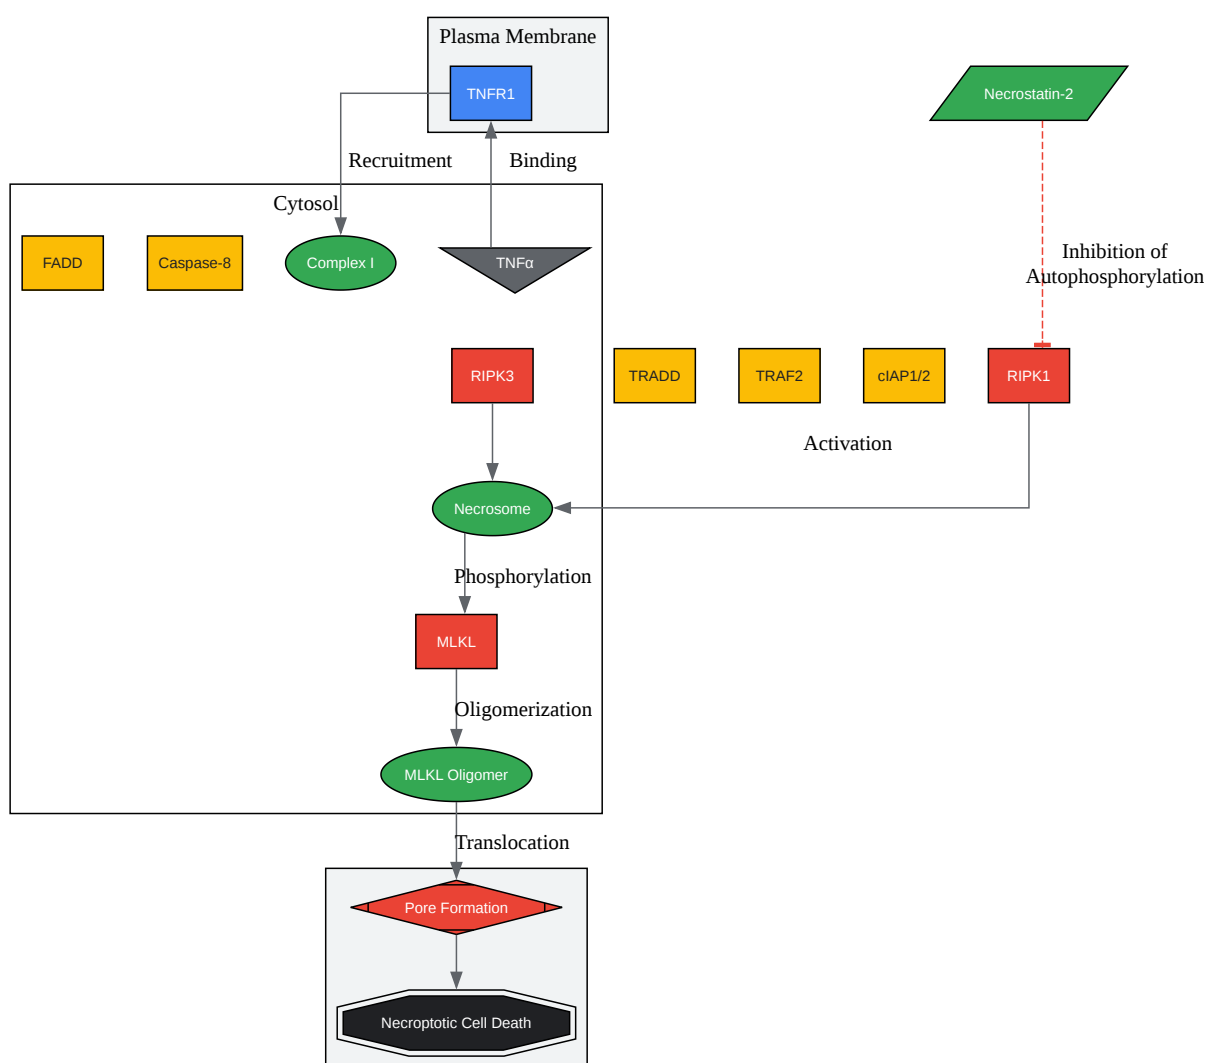 Plasma Membrane
TNFR1
Necrostatin-2
Recruitment
Binding
Cytosol
FADD
Caspase-8
Complex I
TNFα
Inhibition of
Autophosphorylation
RIPK3
TRADD
TRAF2
cIAP1/2
RIPK1
Activation
Necrosome
Phosphorylation
MLKL
Oligomerization
MLKL Oligomer
Translocation
Pore Formation
Necroptotic Cell Death